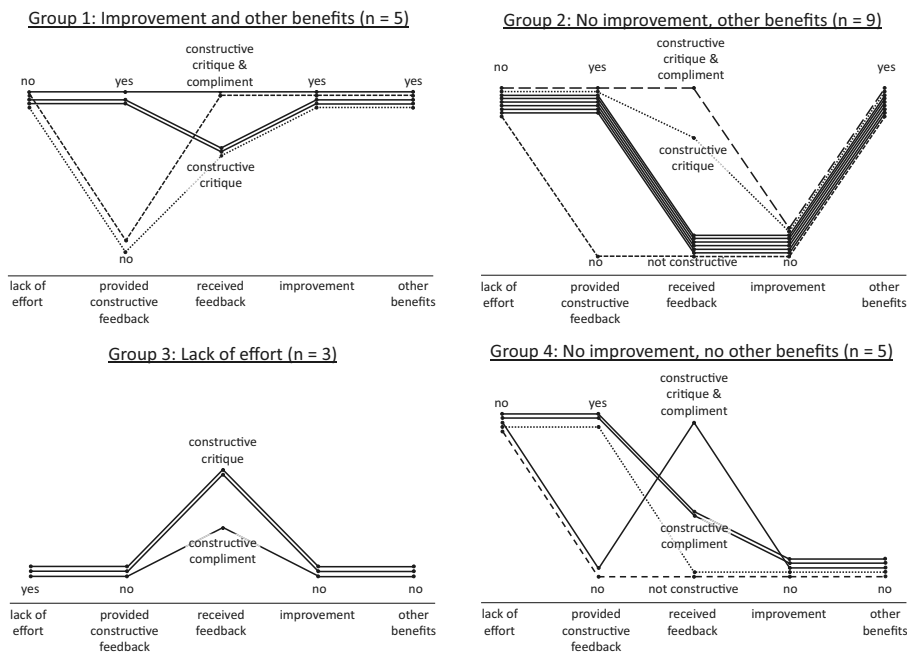 Group 1: Improvement and other benefits (n = 5)
no
yes
constructive
critique &
compliment
yes
yes
constructive
critique
no
lack of
effort
provided
constructive
feedback
received
feedback
improvement
other
benefits
Group 2: No improvement, other benefits (n = 9)
no
yes
constructive
critique &
compliment
yes
constructive
critique
no
not constructive
no
lack of
effort
provided
constructive
feedback
received
feedback
improvement
other
benefits
Group 3: Lack of effort (n = 3)
constructive
critique
constructive
compliment
yes
no
no
no
lack of
effort
provided
constructive
feedback
received
feedback
improvement
other
benefits
Group 4: No improvement, no other benefits (n = 5)
no
yes
constructive
critique &
compliment
constructive
compliment
no
not constructive
no
no
lack of
effort
provided
constructive
feedback
received
feedback
improvement
other
benefits